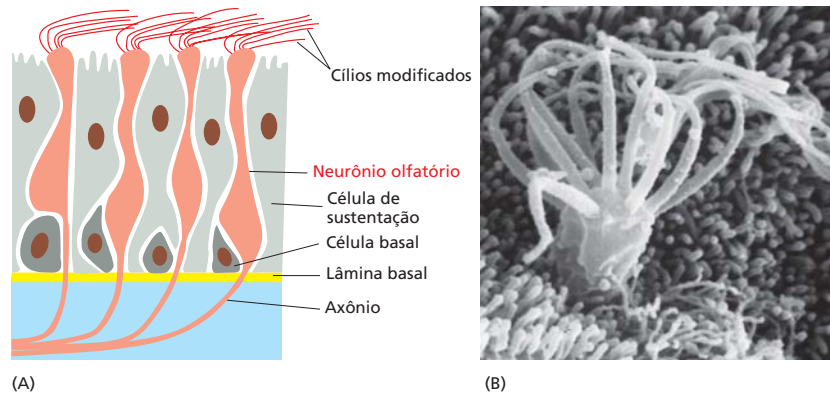 Cílios modificados
Neurônio olfatório
Célula de
sustentação
Célula basal
Lâmina basal
Axônio
(A)
(B)